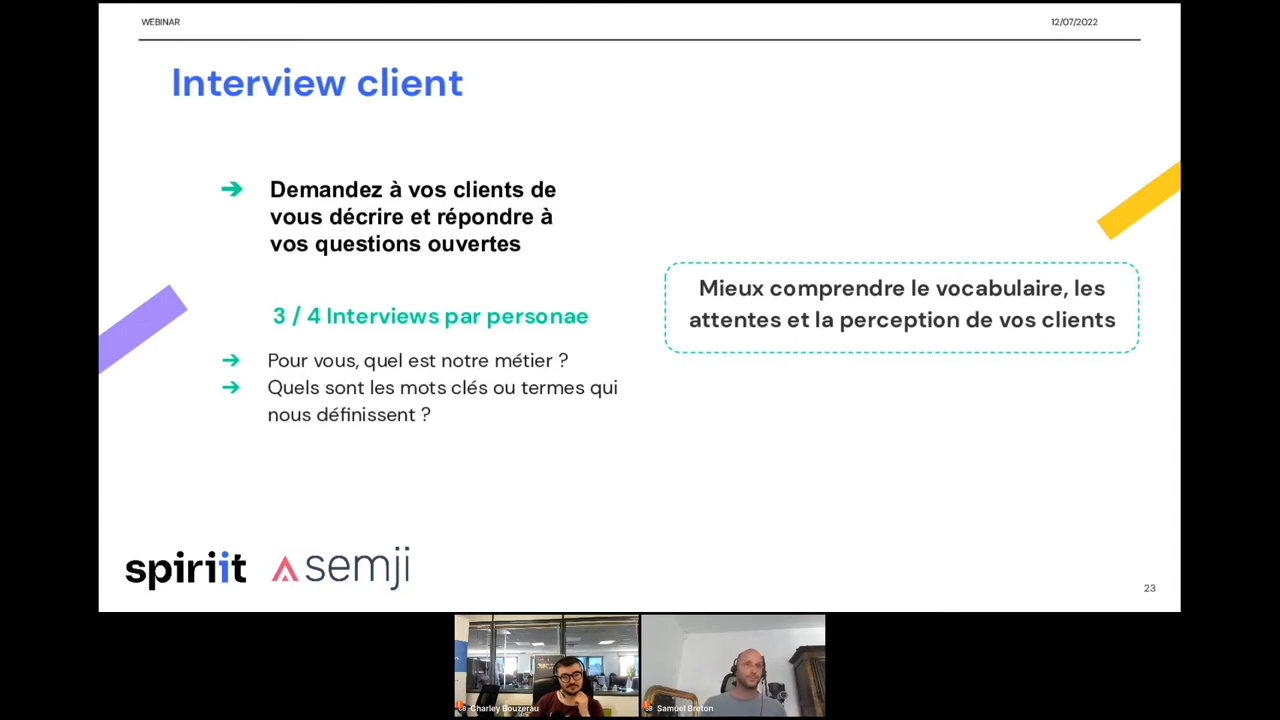 WEBINAR
12/07/2022
Interview client
Demandez à vos clients de
vous décrire et répondre à
vos questions ouvertes
3 / 4 Interviews par personae
Pour vous, quel est notre métier ?
Quels sont les mots clés ou termes qui
nous définissent ?
Mieux comprendre le vocabulaire, les
attentes et la perception de vos clients
spiriit
semji
23
Charley Bouzerau
Samuel Breton